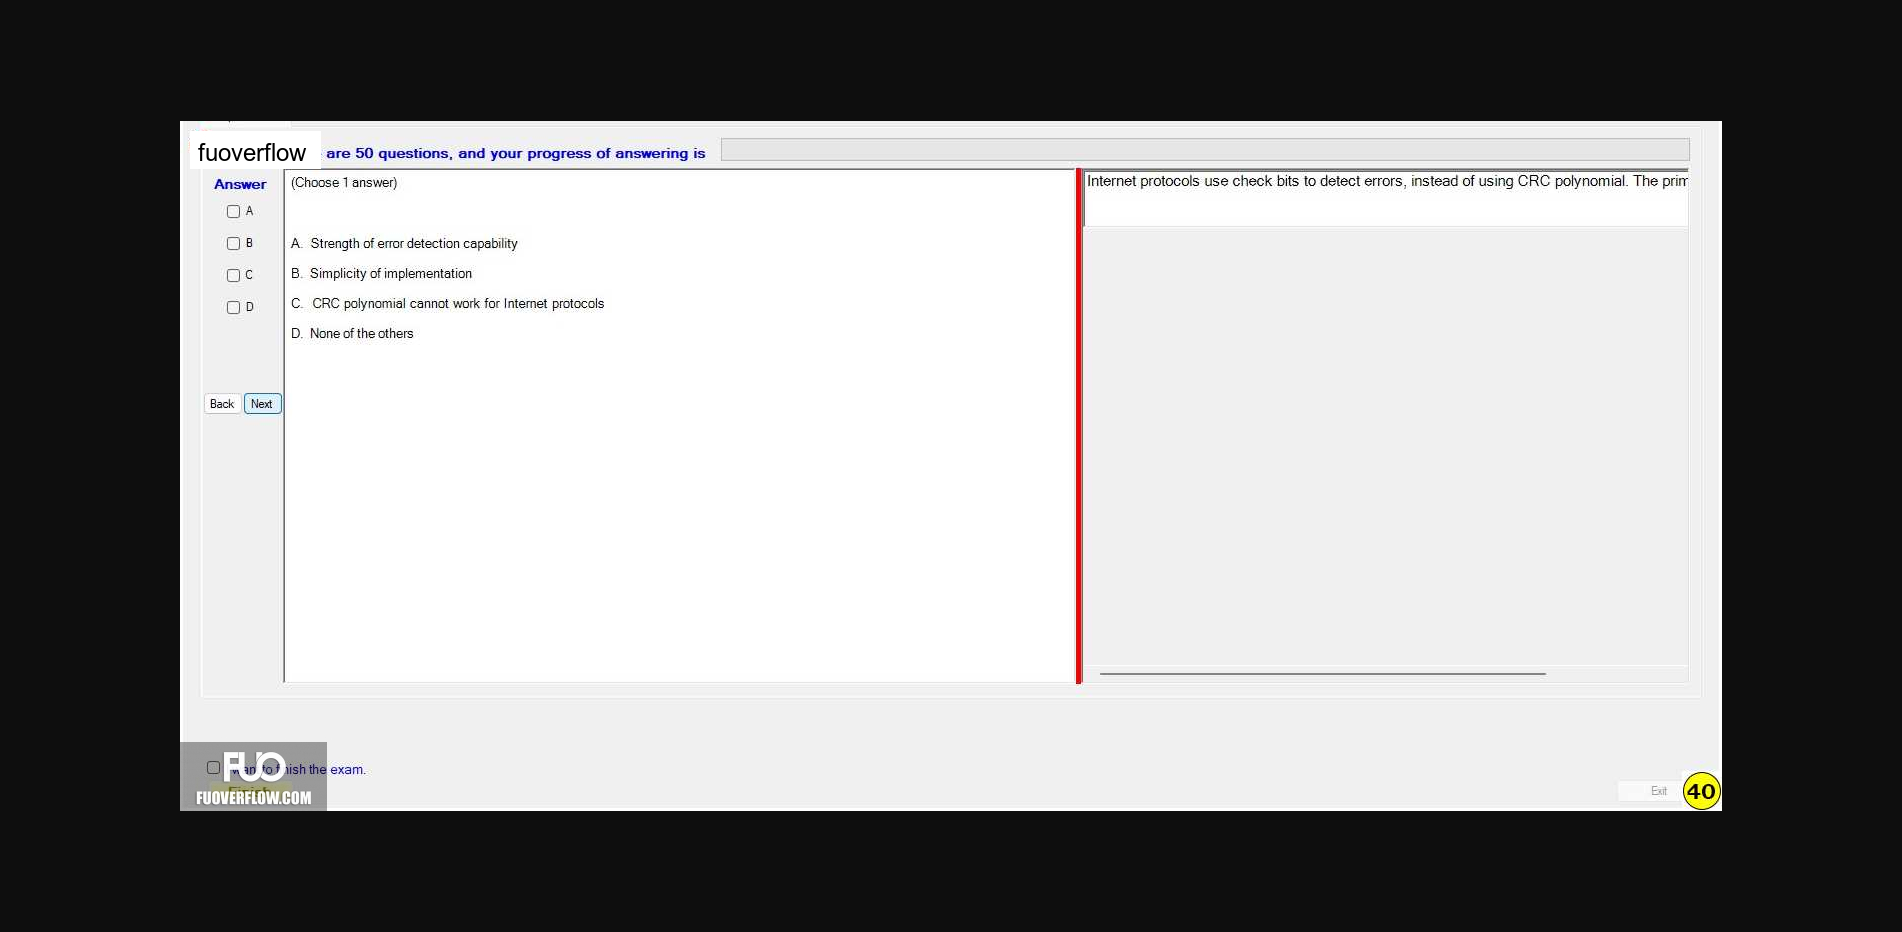 fuoverflow are 50 questions, and your progress of answering is
Answer
(Choose 1 answer)
Internet protocols use check bits to detect errors, instead of using CRC polynomial. The prim
A
B
C
D
A. Strength of error detection capability
B. Simplicity of implementation
C. CRC polynomial cannot work for Internet protocols
D. None of the others
Back Next
FUO
want to finish the exam.
Finish
FUOVERFLOW.COM
Exit
40